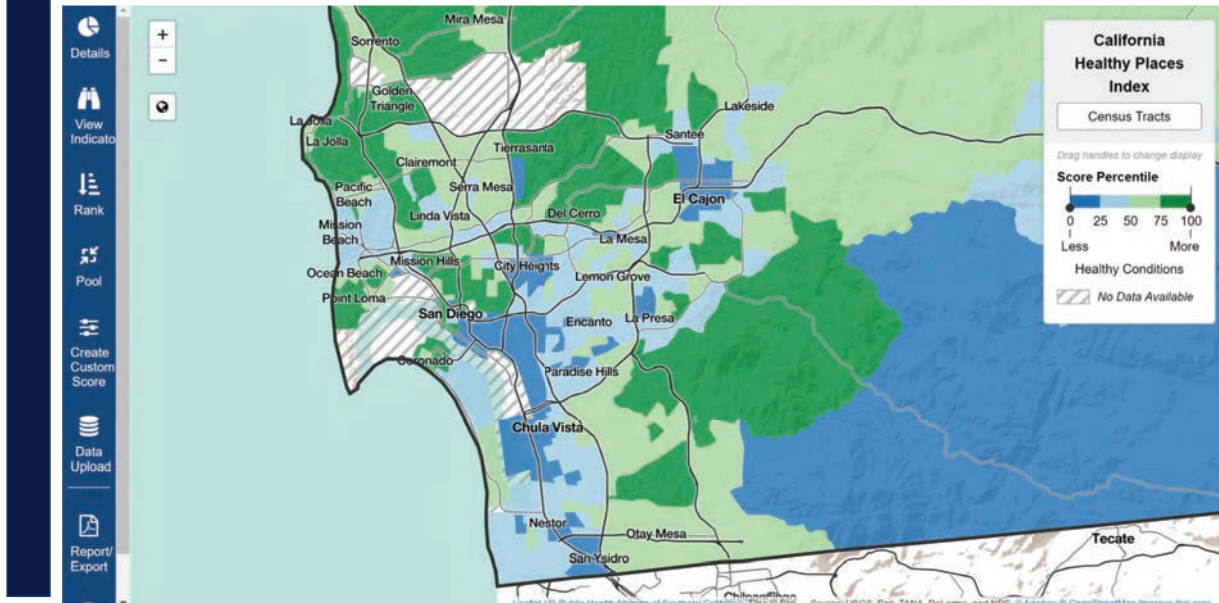 Details
View
Indicato
Rank
Pool
Create
Custom
Score
Data
Upload
Report/
Export
+
−
Mira Mesa
Sorrento
Golden
Triangle
La Jolla
La Jolla
Lakeside
Santee
Tierrasanta
Clairemont
Serra Mesa
Pacific
Beach
El Cajon
Linda Vista
Del Cerro
Mission
Beach
La Mesa
Mission Hills
City Heights
Ocean Beach
Lemon Grove
Point Loma
San Diego
Encanto
La Presa
Coronado
Paradise Hills
Chula Vista
Nestor
Otay Mesa
San Ysidro
Tecate
California
Healthy Places
Index
Census Tracts
Drag handles to change display
Score Percentile
0 25 50 75 100
Less More
Healthy Conditions
No Data Available